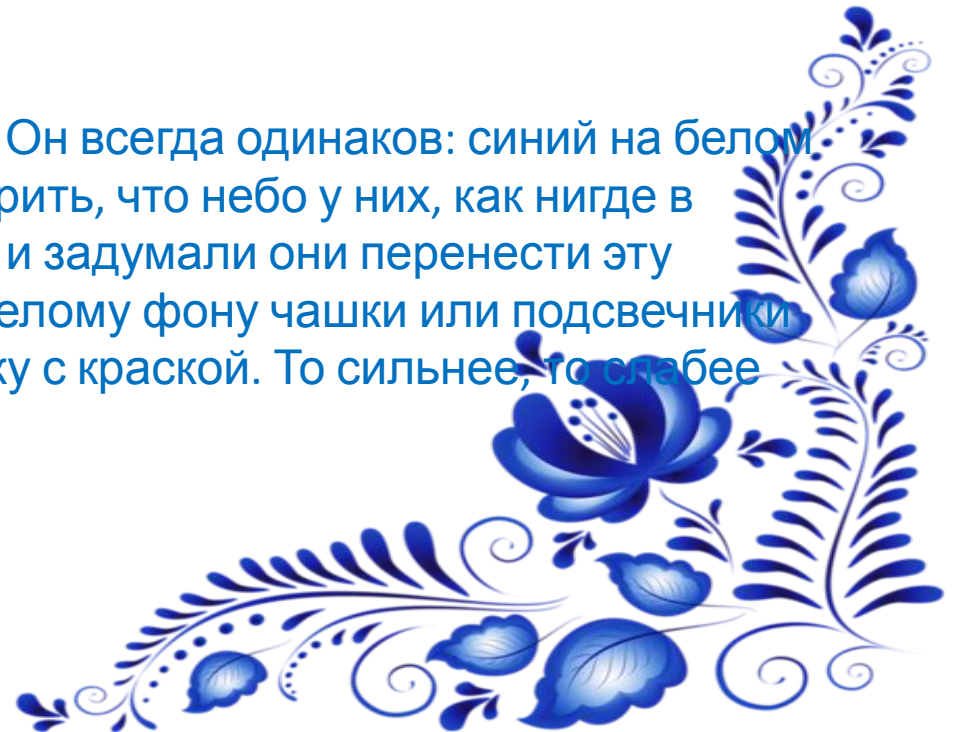 Он всегда одинаков: синий на белом
рить, что небо у них, как нигде в
и задумали они перенести эту
елому фону чашки или подсвечники
ку с краской. То сильнее, то слабее